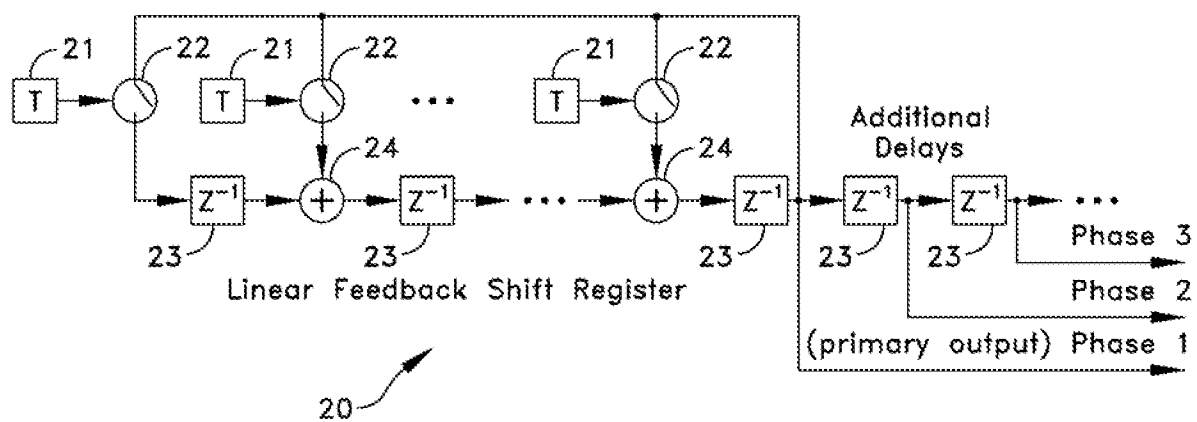 21 22 21 22 21 22
T T ... T
Additional
Delays
24 24
Z⁻¹ + Z⁻¹ ... + Z⁻¹ Z⁻¹ Z⁻¹ ...
23 23 23 23 23
Phase 3
Linear Feedback Shift Register
Phase 2
(primary output) Phase 1
20